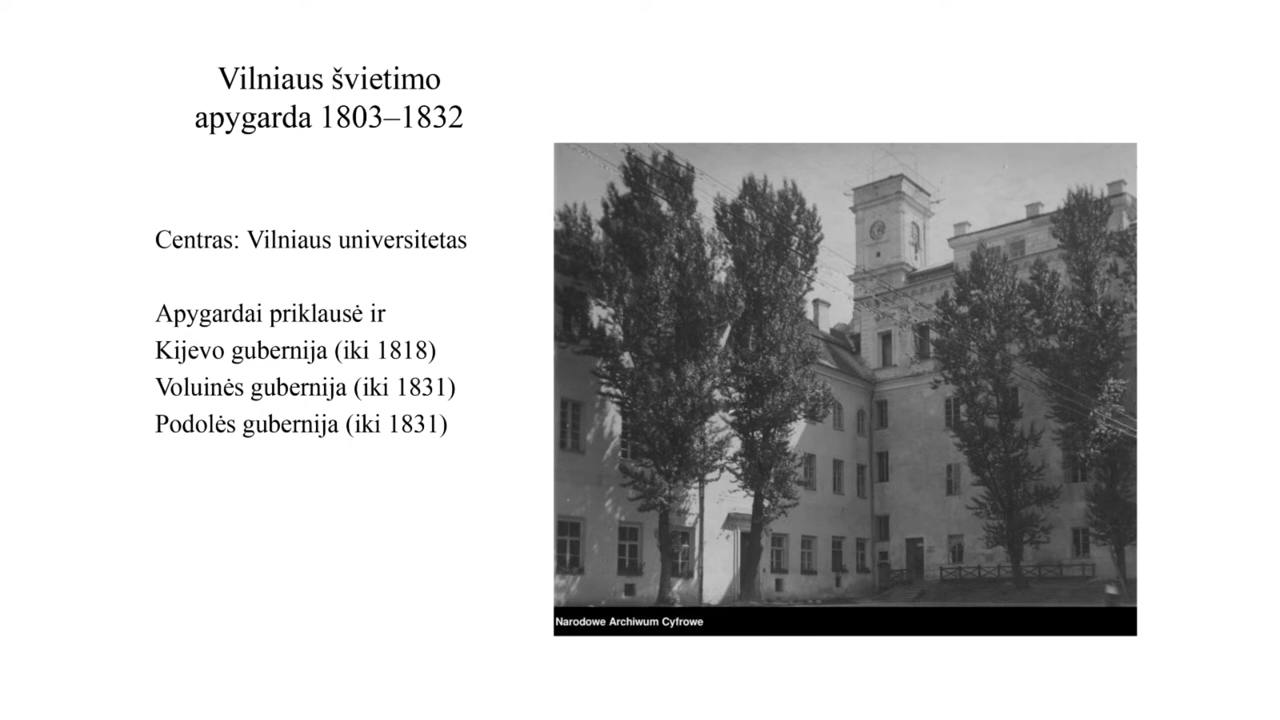 Vilniaus švietimo
apygarda 1803–1832
Centras: Vilniaus universitetas
Apygardai priklausė ir
Kijevo gubernija (iki 1818)
Voluinės gubernija (iki 1831)
Podolės gubernija (iki 1831)
Narodowe Archiwum Cyfrowe